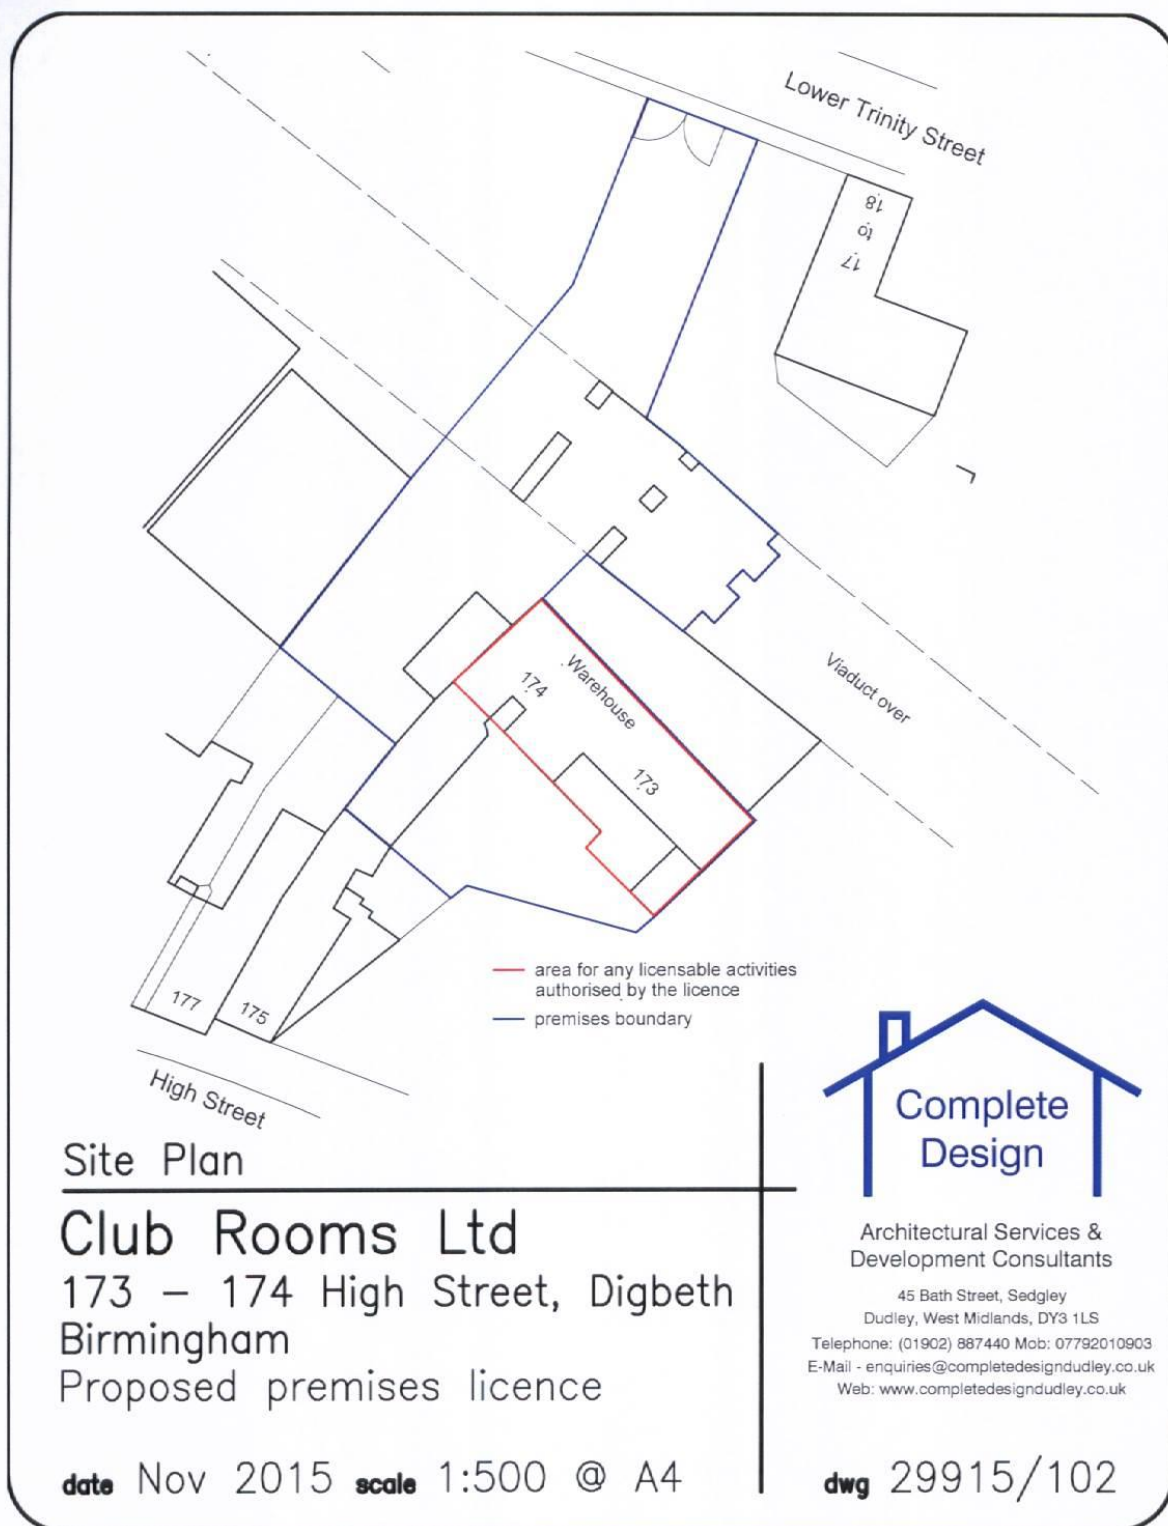 Lower Trinity Street
18
to
17
Warehouse
174
173
Viaduct over
area for any licensable activities
authorised by the licence
premises boundary
177
175
High Street
Site Plan
Club Rooms Ltd
173 – 174 High Street, Digbeth
Birmingham
Proposed premises licence
date Nov 2015 scale 1:500 @ A4
Complete
Design
Architectural Services &
Development Consultants
45 Bath Street, Sedgley
Dudley, West Midlands, DY3 1LS
Telephone: (01902) 887440 Mob: 07792010903
E-Mail - enquiries@completedesigndudley.co.uk
Web: www.completedesigndudley.co.uk
dwg 29915/102